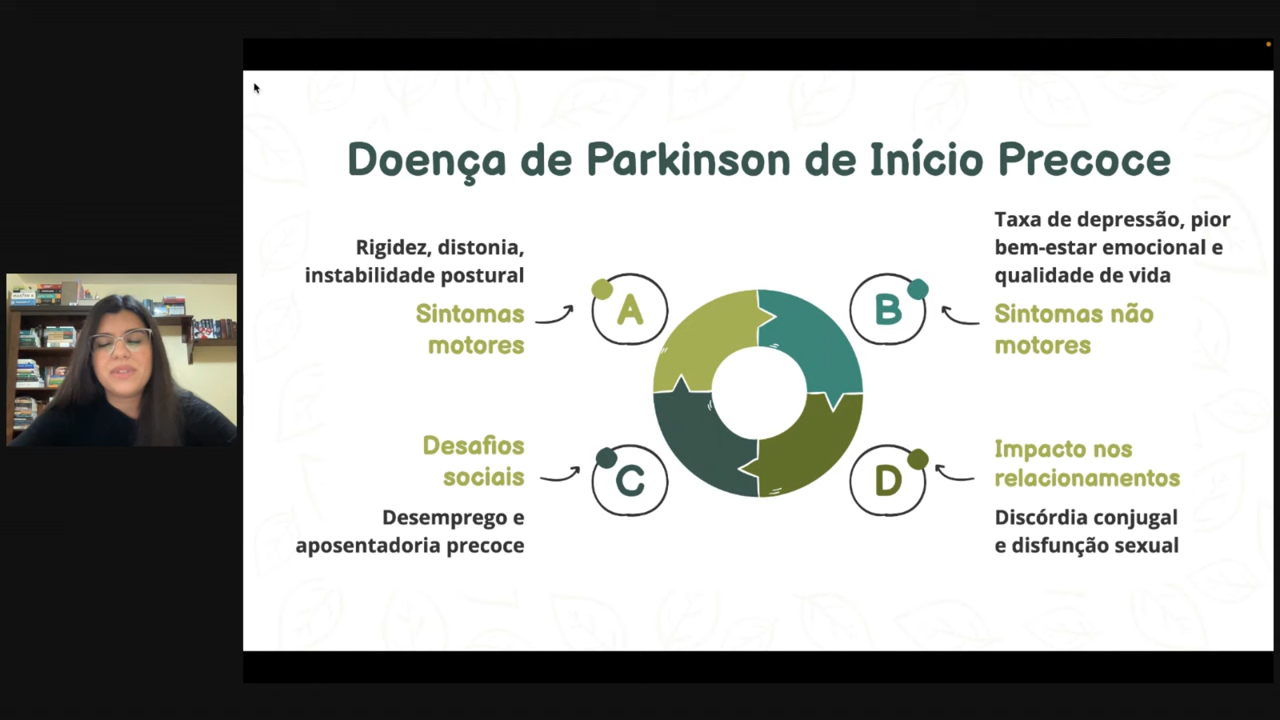 Doença de Parkinson de Início Precoce
Rigidez, distonia,
instabilidade postural
Sintomas
motores
A
Taxa de depressão, pior
bem-estar emocional e
qualidade de vida
Sintomas não
motores
B
Desafios
sociais
Desemprego e
aposentadoria precoce
C
Impacto nos
relacionamentos
Discórdia conjugal
e disfunção sexual
D